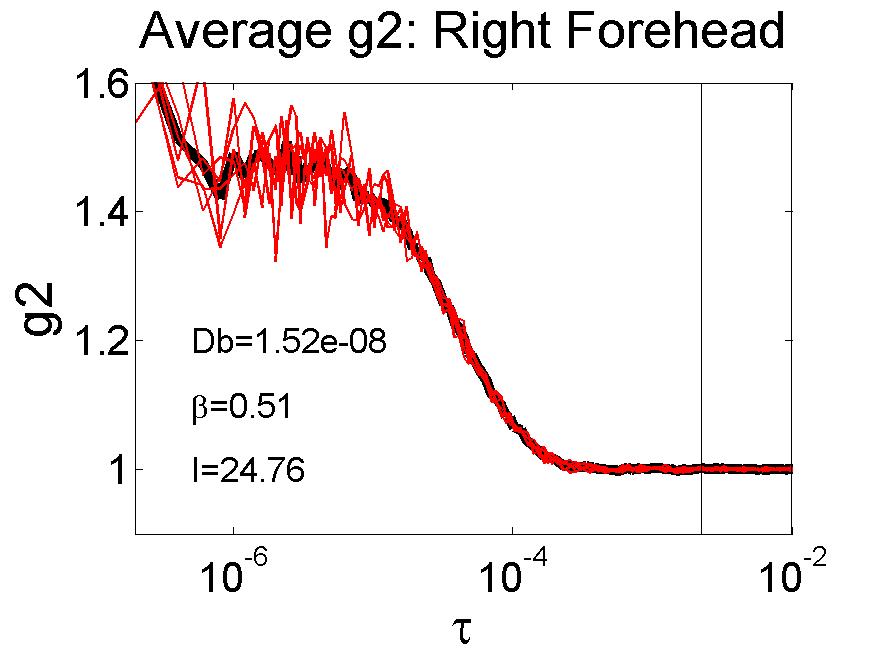 Average g2: Right Forehead
1.6
1.4
1.2
1
g2
Db=1.52e-08
β=0.51
I=24.76
10^-6
10^-4
10^-2
τ